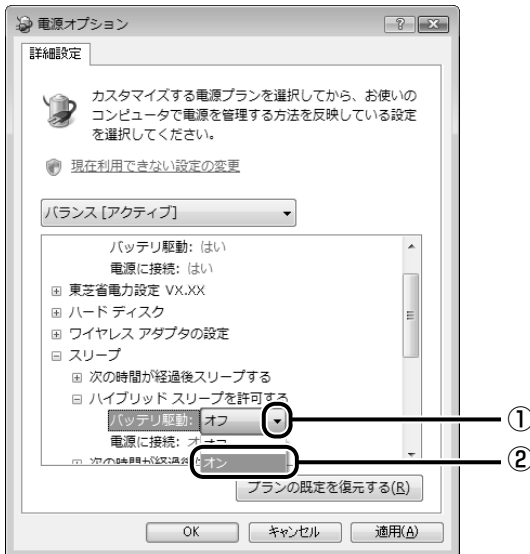 電源オプション
詳細設定
カスタマイズする電源プランを選択してから、お使いの
コンピュータで電源を管理する方法を反映している設定
を選択してください。
現在利用できない設定の変更
バランス [アクティブ]
バッテリ駆動: はい
電源に接続: はい
東芝省電力設定 VX.XX
ハード ディスク
ワイヤレス アダプタの設定
スリープ
次の時間が経過後スリープする
ハイブリッド スリープを許可する
バッテリ駆動: オフ
①
電源に接続: オフ
オン
②
次の時間が経過後
プランの既定を復元する(R)
OK キャンセル 適用(A)